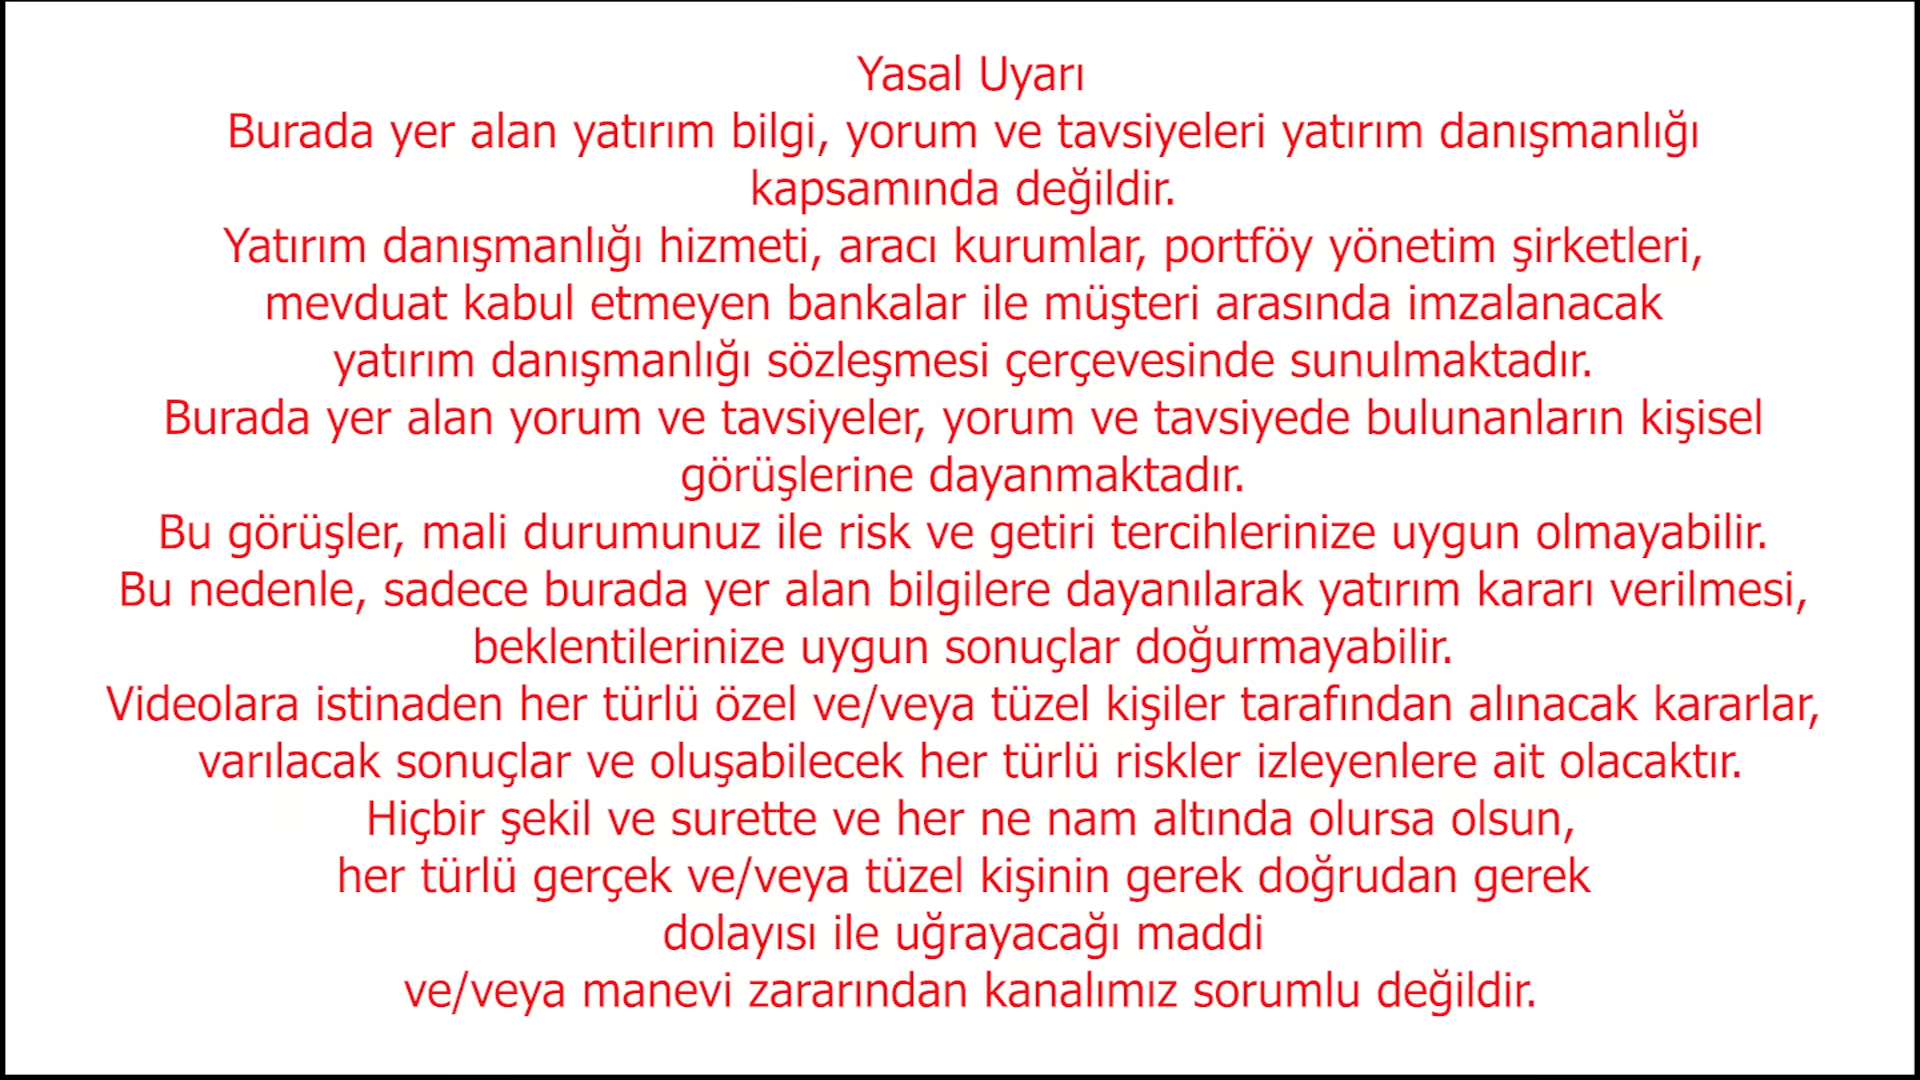 Yasal Uyarı
Burada yer alan yatırım bilgi, yorum ve tavsiyeleri yatırım danışmanlığı
kapsamında değildir.
Yatırım danışmanlığı hizmeti, aracı kurumlar, portföy yönetim şirketleri,
mevduat kabul etmeyen bankalar ile müşteri arasında imzalanacak
yatırım danışmanlığı sözleşmesi çerçevesinde sunulmaktadır.
Burada yer alan yorum ve tavsiyeler, yorum ve tavsiyede bulunanların kişisel
görüşlerine dayanmaktadır.
Bu görüşler, mali durumunuz ile risk ve getiri tercihlerinize uygun olmayabilir.
Bu nedenle, sadece burada yer alan bilgilere dayanılarak yatırım kararı verilmesi,
beklentilerinize uygun sonuçlar doğurmayabilir.
Videolara istinaden her türlü özel ve/veya tüzel kişiler tarafından alınacak kararlar,
varılacak sonuçlar ve oluşabilecek her türlü riskler izleyenlere ait olacaktır.
Hiçbir şekil ve surette ve her ne nam altında olursa olsun,
her türlü gerçek ve/veya tüzel kişinin gerek doğrudan gerek
dolayısı ile uğrayacağı maddi
ve/veya manevi zararından kanalımız sorumlu değildir.